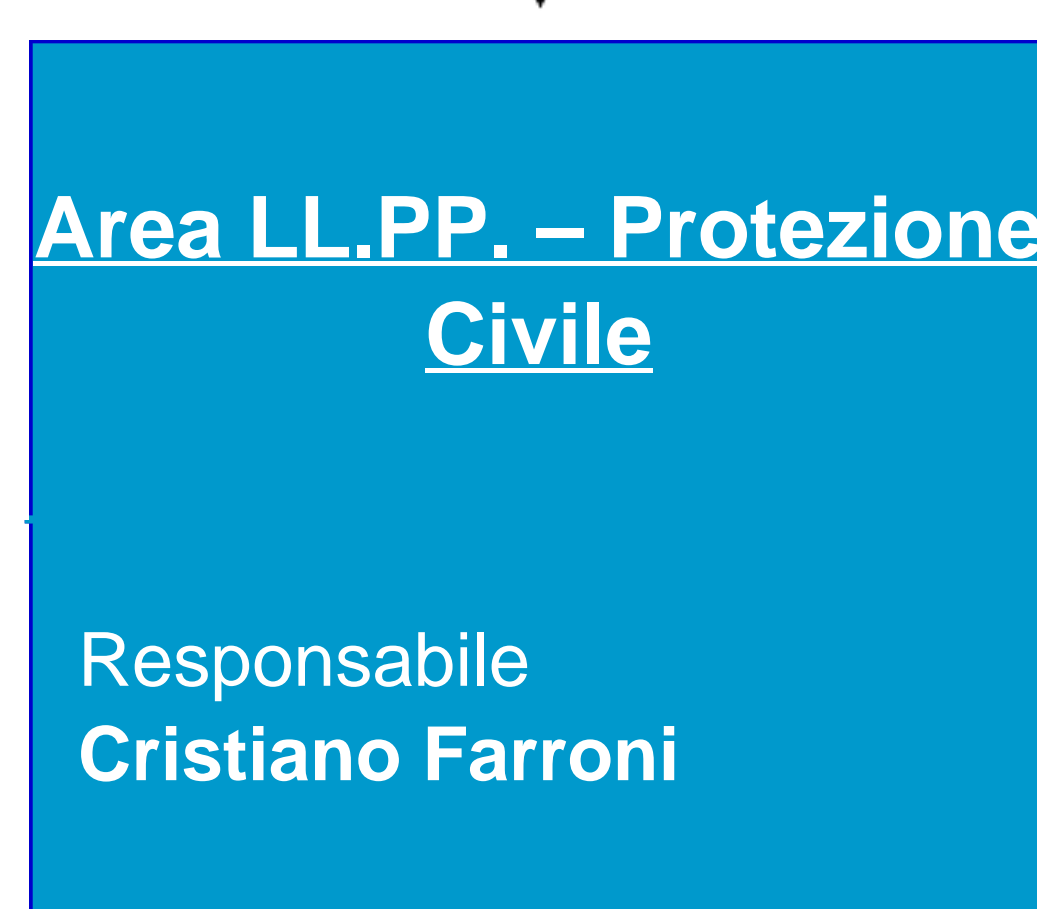 Area LL.PP. – Protezione
Civile
Responsabile
Cristiano Farroni